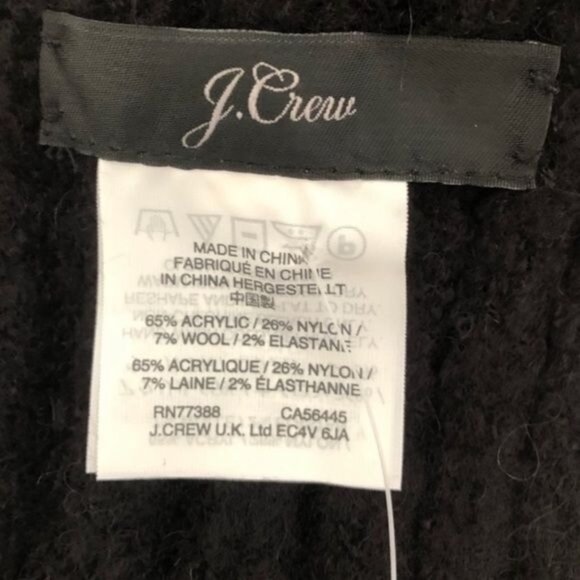 J.Crew
MADE IN CHINA
FABRIQUÉ EN CHINE
IN CHINA HERGESTELLT
中国製
65% ACRYLIC / 26% NYLON /
7% WOOL / 2% ELASTANE
65% ACRYLIQUE / 26% NYLON /
7% LAINE / 2% ÉLASTHANNE
RN77388 CA56445
J.CREW U.K. Ltd EC4V 6JA